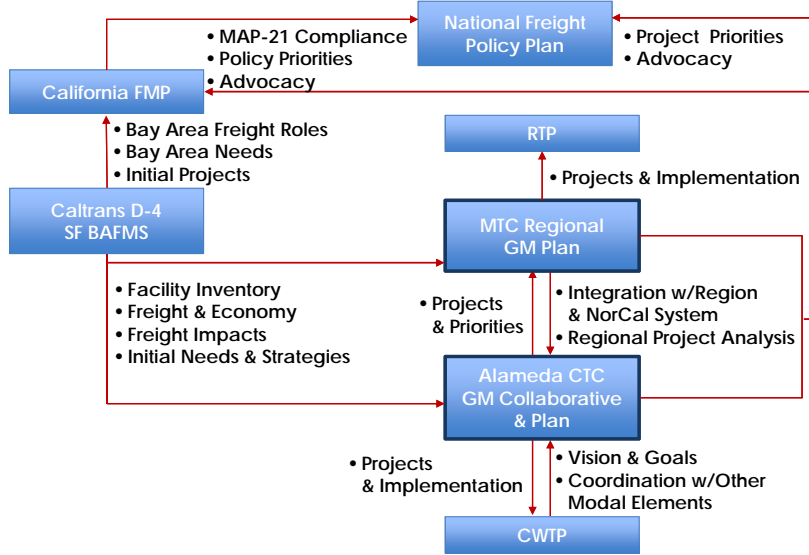 National Freight
Policy Plan
• MAP-21 Compliance
• Policy Priorities
• Advocacy
• Project Priorities
• Advocacy
California FMP
• Bay Area Freight Roles
• Bay Area Needs
• Initial Projects
RTP
• Projects & Implementation
Caltrans D-4
SF BAFMS
MTC Regional
GM Plan
• Facility Inventory
• Freight & Economy
• Freight Impacts
• Initial Needs & Strategies
• Projects
& Priorities
• Integration w/Region
& NorCal System
• Regional Project Analysis
Alameda CTC
GM Collaborative
& Plan
• Projects
& Implementation
• Vision & Goals
• Coordination w/Other
Modal Elements
CWTP